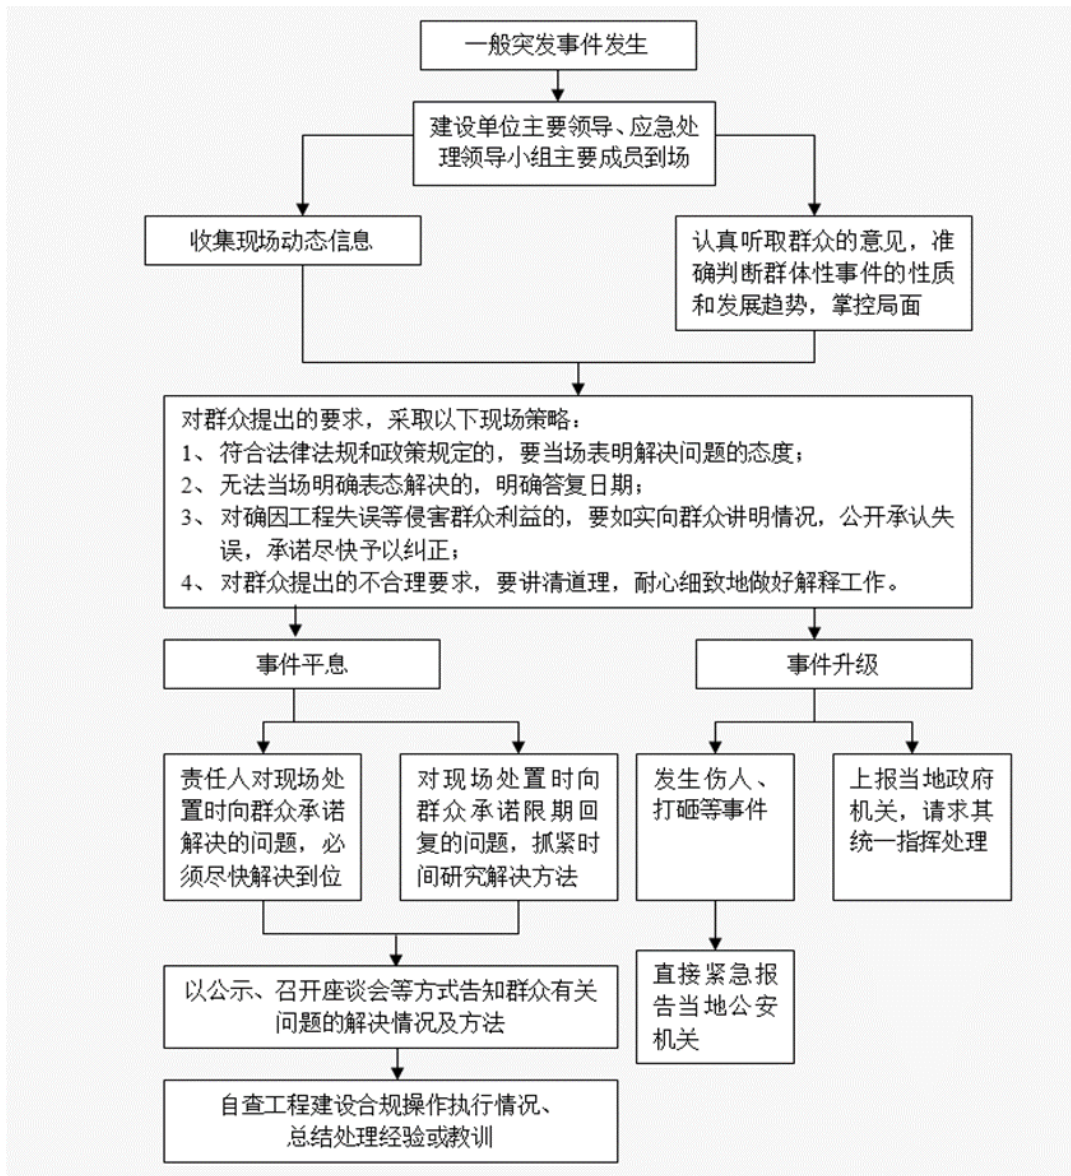 一般突发事件发生
建设单位主要领导、应急处
理领导小组主要成员到场
收集现场动态信息
认真听取群众的意见，准
确判断群体性事件的性质
和发展趋势，掌控局面
对群众提出的要求，采取以下现场策略：
1、 符合法律法规和政策规定的，要当场表明解决问题的态度；
2、 无法当场明确表态解决的，明确答复日期；
3、 对确因工程失误等侵害群众利益的，要如实向群众讲明情况，公开承认失
误，承诺尽快予以纠正；
4、 对群众提出的不合理要求，要讲清道理，耐心细致地做好解释工作。
事件平息
事件升级
责任人对现场处
置时向群众承诺
解决的问题，必
须尽快解决到位
对现场处置时向
群众承诺限期回
复的问题，抓紧时
间研究解决方法
发生伤人、
打砸等事件
上报当地政府
机关，请求其
统一指挥处理
直接紧急报
告当地公安
机关
以公示、召开座谈会等方式告知群众有关
问题的解决情况及方法
自查工程建设合规操作执行情况、
总结处理经验或教训